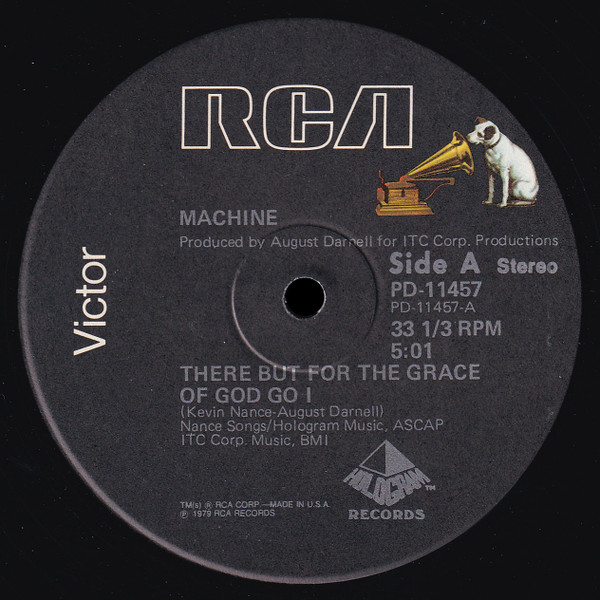 RCA
Victor
MACHINE
Produced by August Darnell for ITC Corp. Productions
Side A Stereo
PD-11457
PD-11457-A
33 1/3 RPM
5:01
THERE BUT FOR THE GRACE
OF GOD GO I
(Kevin Nance-August Darnell)
Nance Songs/Hologram Music, ASCAP
ITC Corp. Music, BMI
HOLOGRAM™
RECORDS
TM(s) ® RCA CORP.—MADE IN U.S.A.
℗ 1979 RCA RECORDS